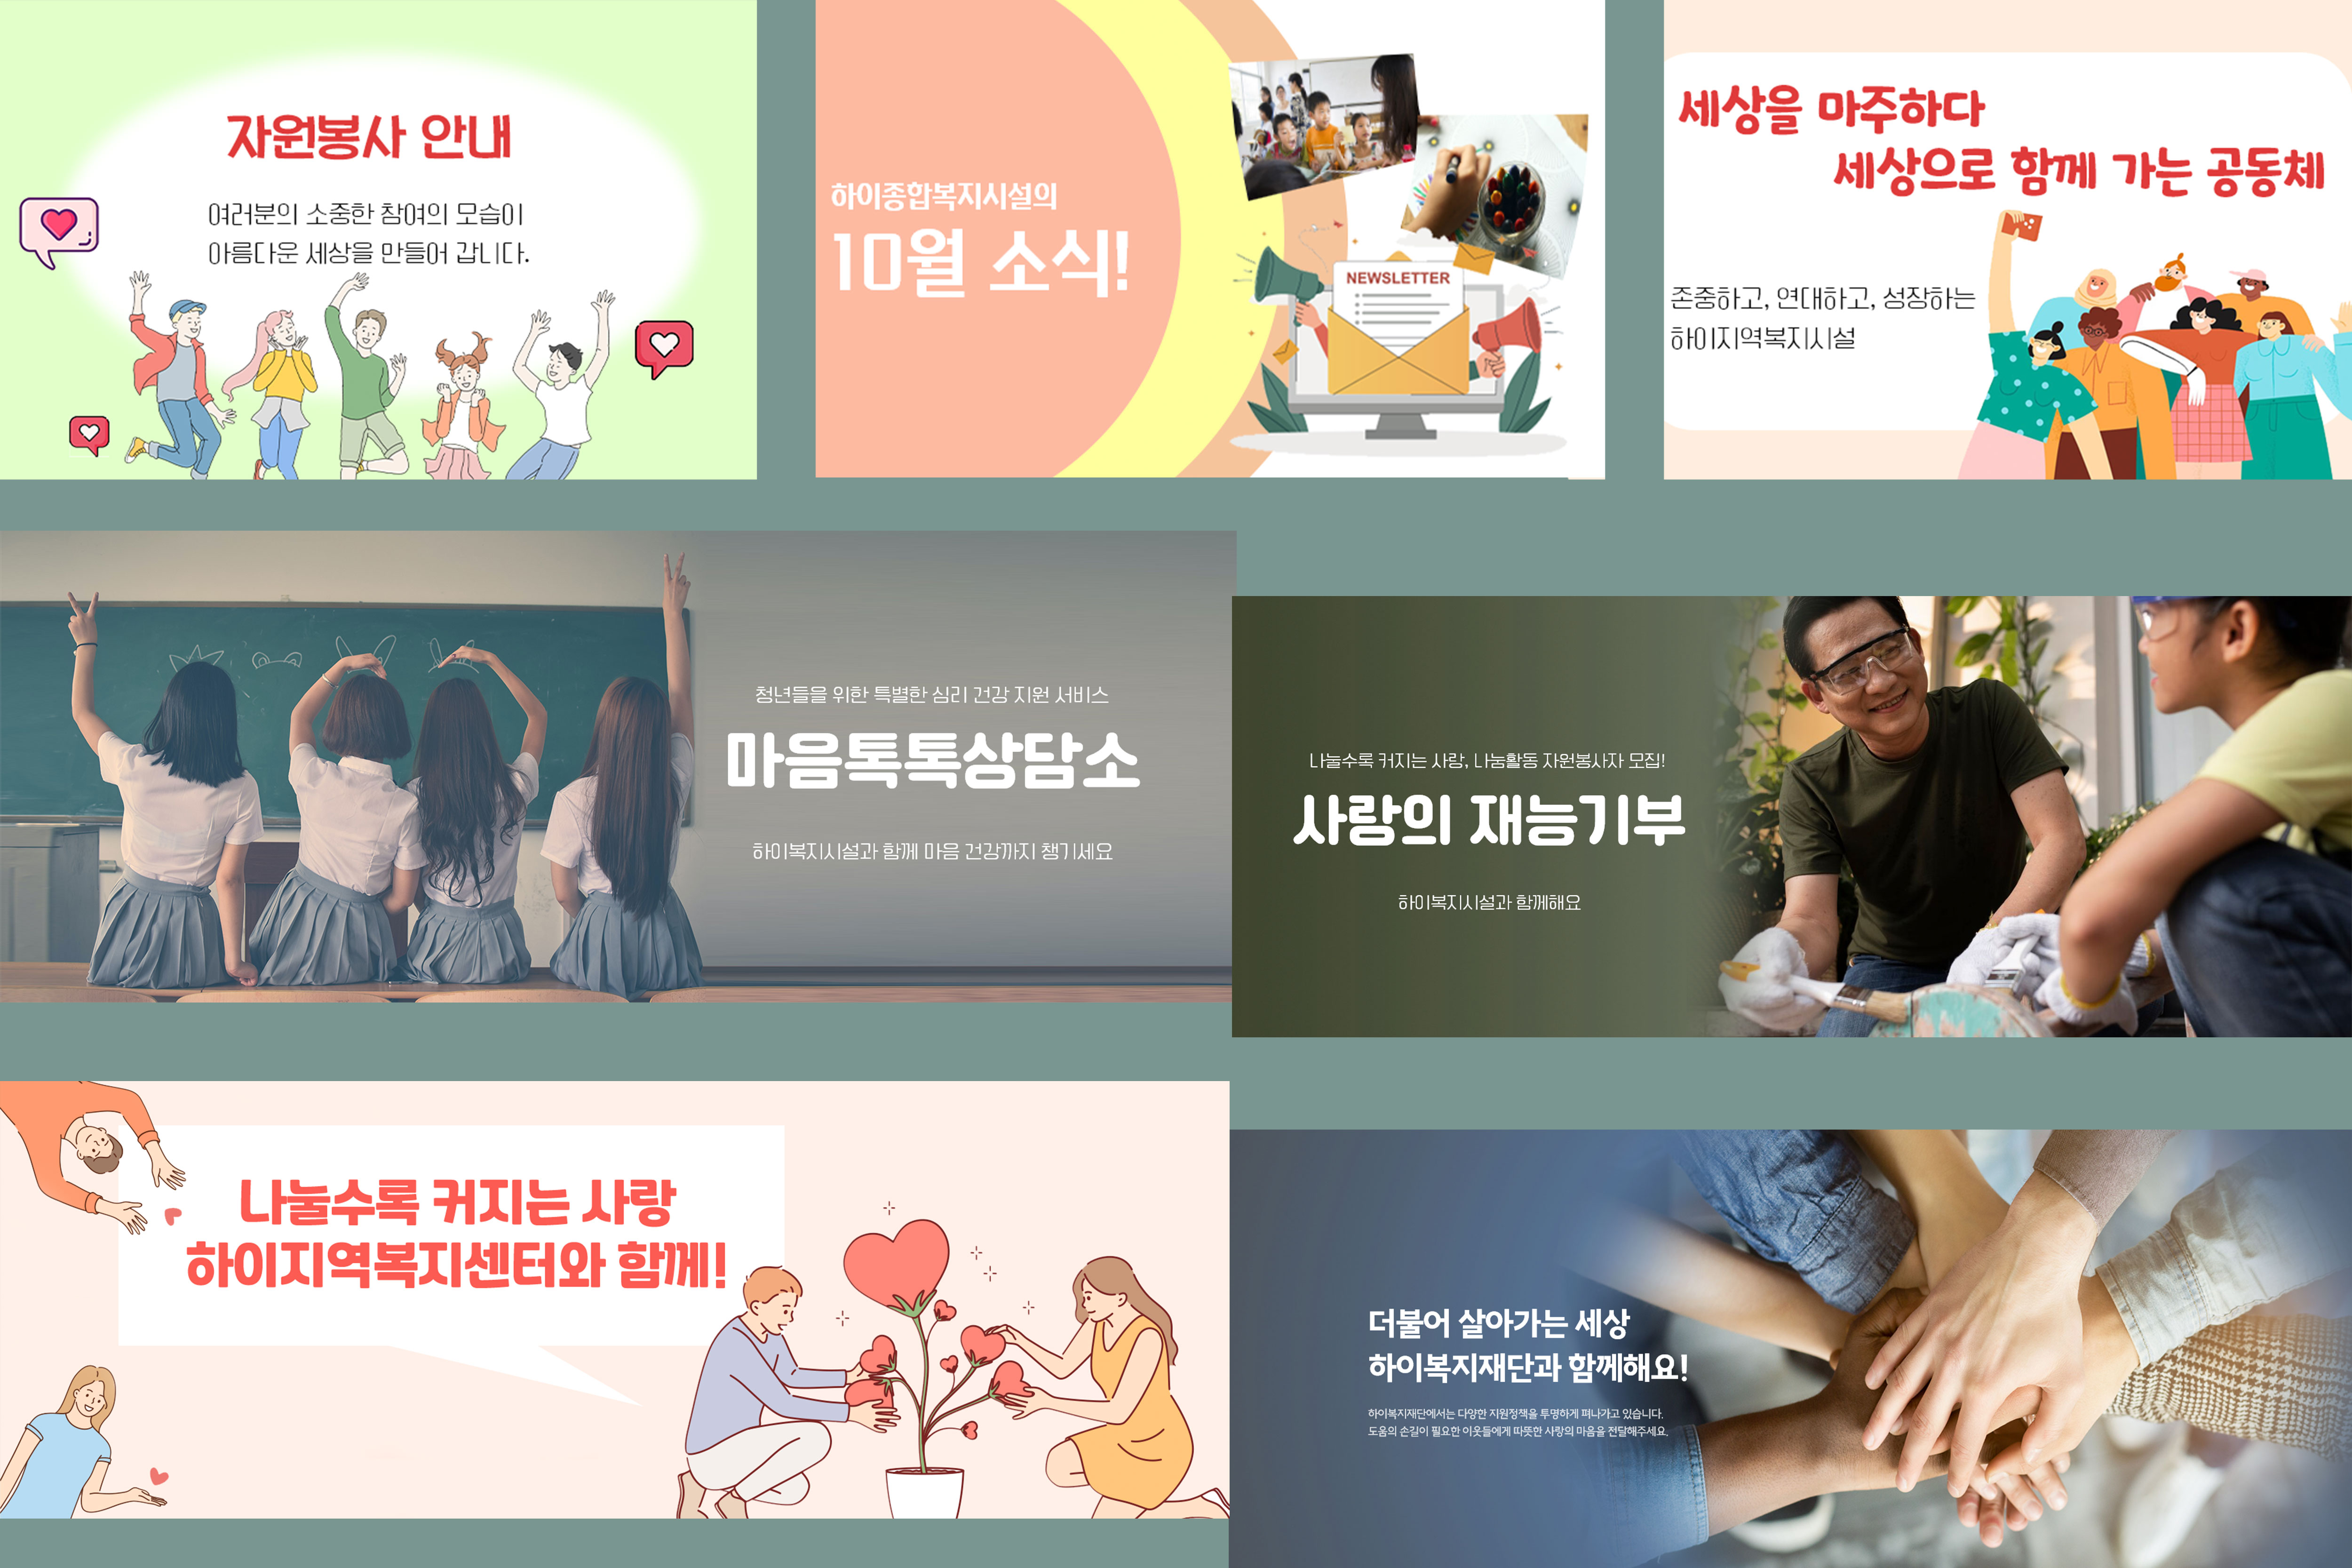 자원봉사 안내
여러분의 소중한 참여의 모습이
아름다운 세상을 만들어 갑니다.
하이종합복지시설의
10월 소식!
NEWSLETTER
세상을 마주하다
세상으로 함께 가는 공동체
존중하고, 연대하고, 성장하는
하이지역복지시설
청년들을 위한 특별한 심리 건강 지원 서비스
마음톡톡상담소
하이복지시설과 함께 마음 건강까지 챙기세요
나눌수록 커지는 사랑, 나눔활동 자원봉사자 모집!
사랑의 재능기부
하이복지시설과 함께해요
나눌수록 커지는 사랑
하이지역복지센터와 함께!
더불어 살아가는 세상
하이복지재단과 함께해요!
하이복지재단에서는 다양한 지원정책을 투명하게 펴나가고 있습니다.
도움의 손길이 필요한 이웃들에게 따뜻한 사랑의 마음을 전달해주세요.